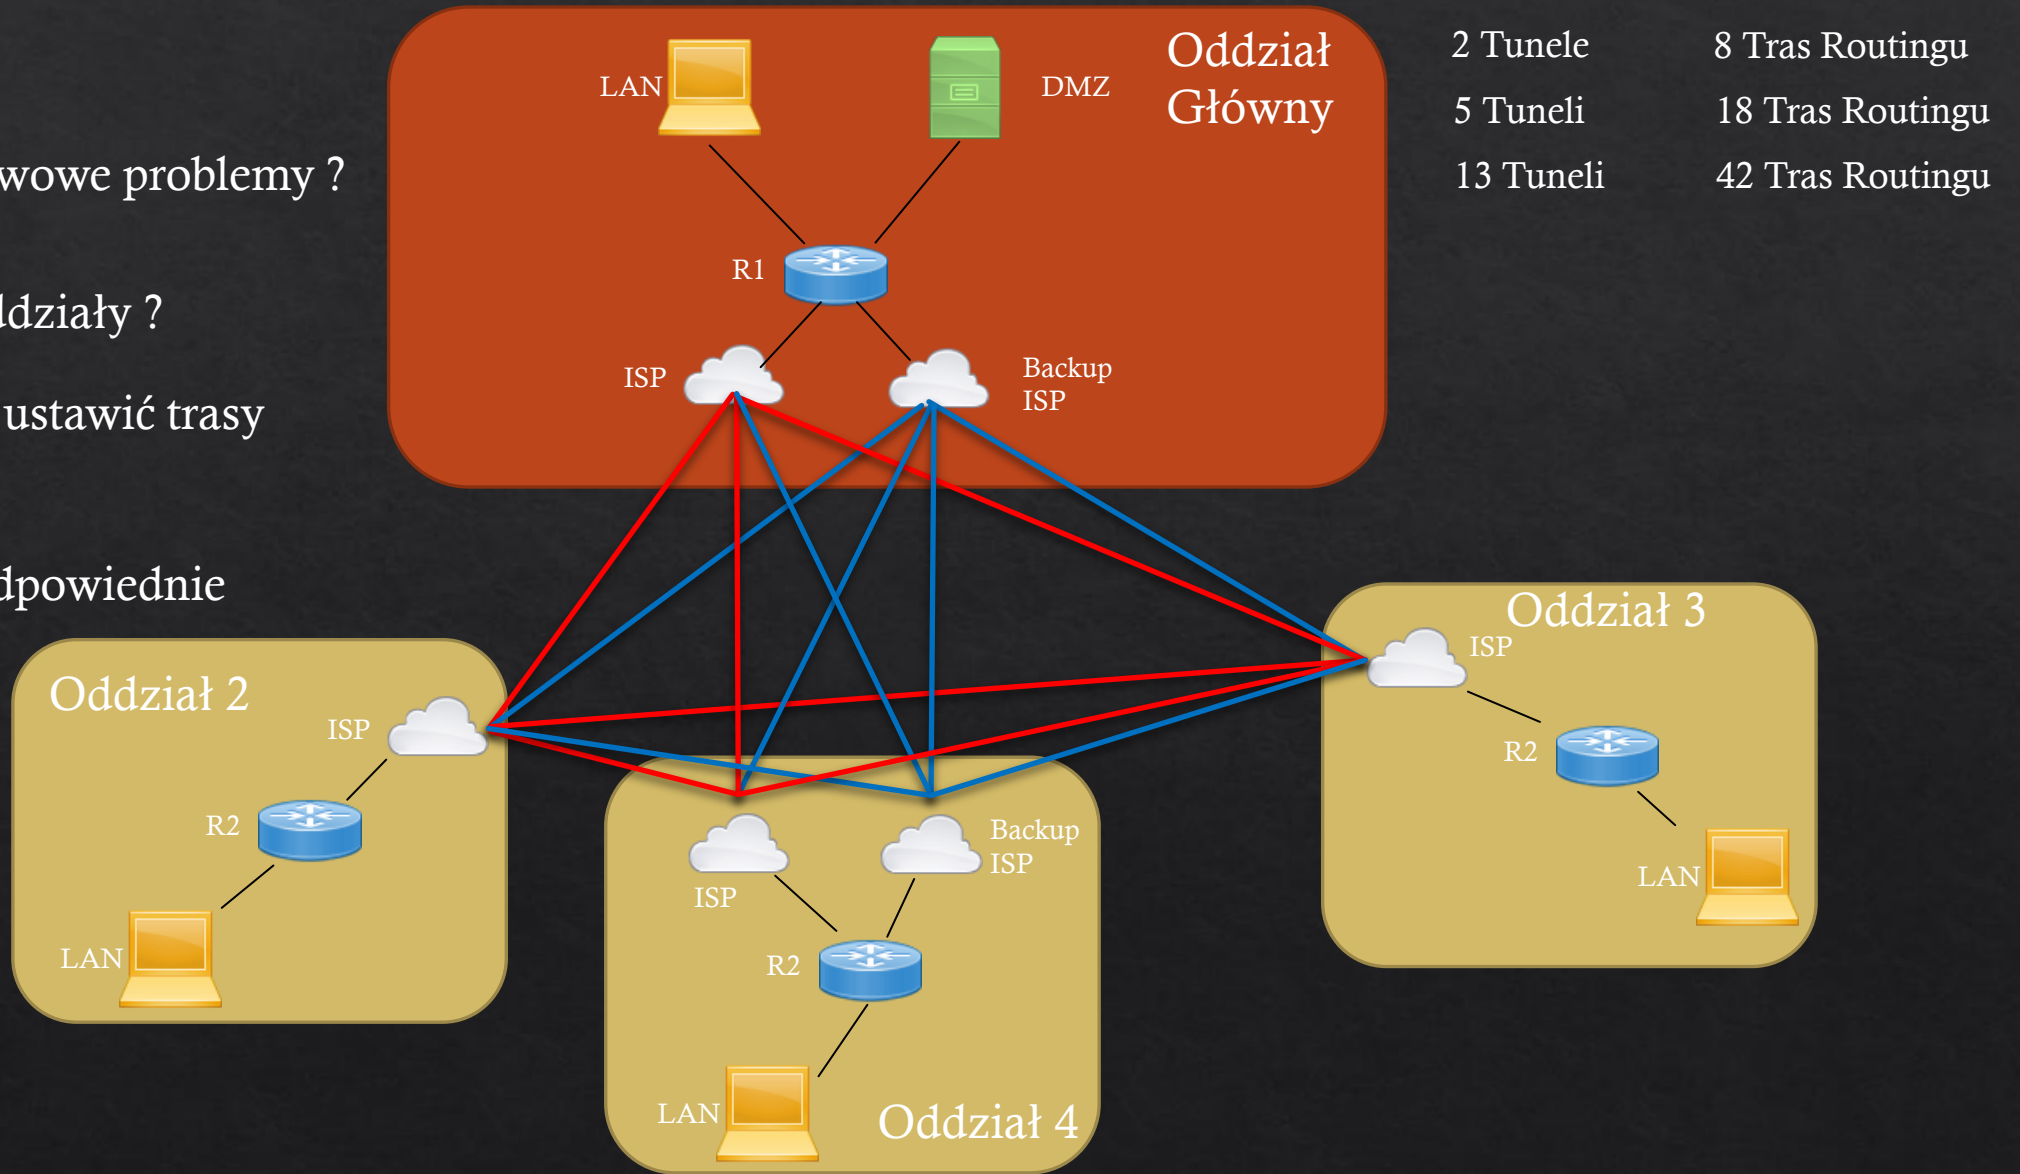 wowe problemy ?
działy ?
ustawić trasy
dpowiednie
Oddział
Główny
LAN
DMZ
R1
ISP
Backup
ISP
2 Tunele
8 Tras Routingu
5 Tuneli
18 Tras Routingu
13 Tuneli
42 Tras Routingu
Oddział 2
ISP
R2
LAN
Backup
ISP
ISP
R2
LAN
Oddział 4
Oddział 3
ISP
R2
LAN